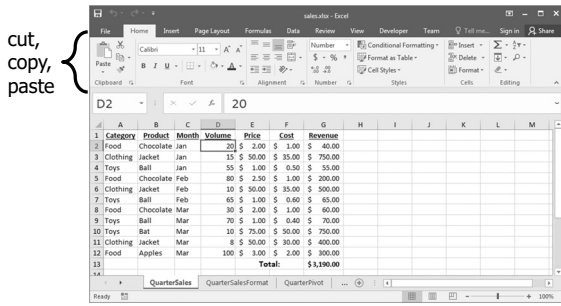 cut,
copy,
paste
sales.xlsx - Excel
File Home Insert Page Layout Formulas Data Review View Developer Team Tell me... Sign in Share
Calibri 11 A A Number Conditional Formatting Insert Σ
Paste $ % , Format as Table Delete
B I U A Cell Styles Format
Clipboard Font Alignment Number Styles Cells Editing
D2 fx 20
A B C D E F G H I J K L M
1 Category Product Month Volume Price Cost Revenue
2 Food Chocolate Jan 20 $ 2.00 $ 1.00 $ 40.00
3 Clothing Jacket Jan 15 $ 50.00 $ 35.00 $ 750.00
4 Toys Ball Jan 55 $ 1.00 $ 0.50 $ 55.00
5 Food Chocolate Feb 80 $ 2.50 $ 1.00 $ 200.00
6 Clothing Jacket Feb 10 $ 50.00 $ 35.00 $ 500.00
7 Toys Ball Feb 65 $ 1.00 $ 0.60 $ 65.00
8 Food Chocolate Mar 30 $ 2.00 $ 1.00 $ 60.00
9 Toys Ball Mar 70 $ 1.00 $ 0.40 $ 70.00
10 Toys Bat Mar 10 $ 75.00 $ 50.00 $ 750.00
11 Clothing Jacket Mar 8 $ 50.00 $ 30.00 $ 400.00
12 Food Apples Mar 100 $ 3.00 $ 2.00 $ 300.00
13 Total: $ 3,190.00
QuarterSales QuarterSalesFormat QuarterPivot ...
Ready 100%